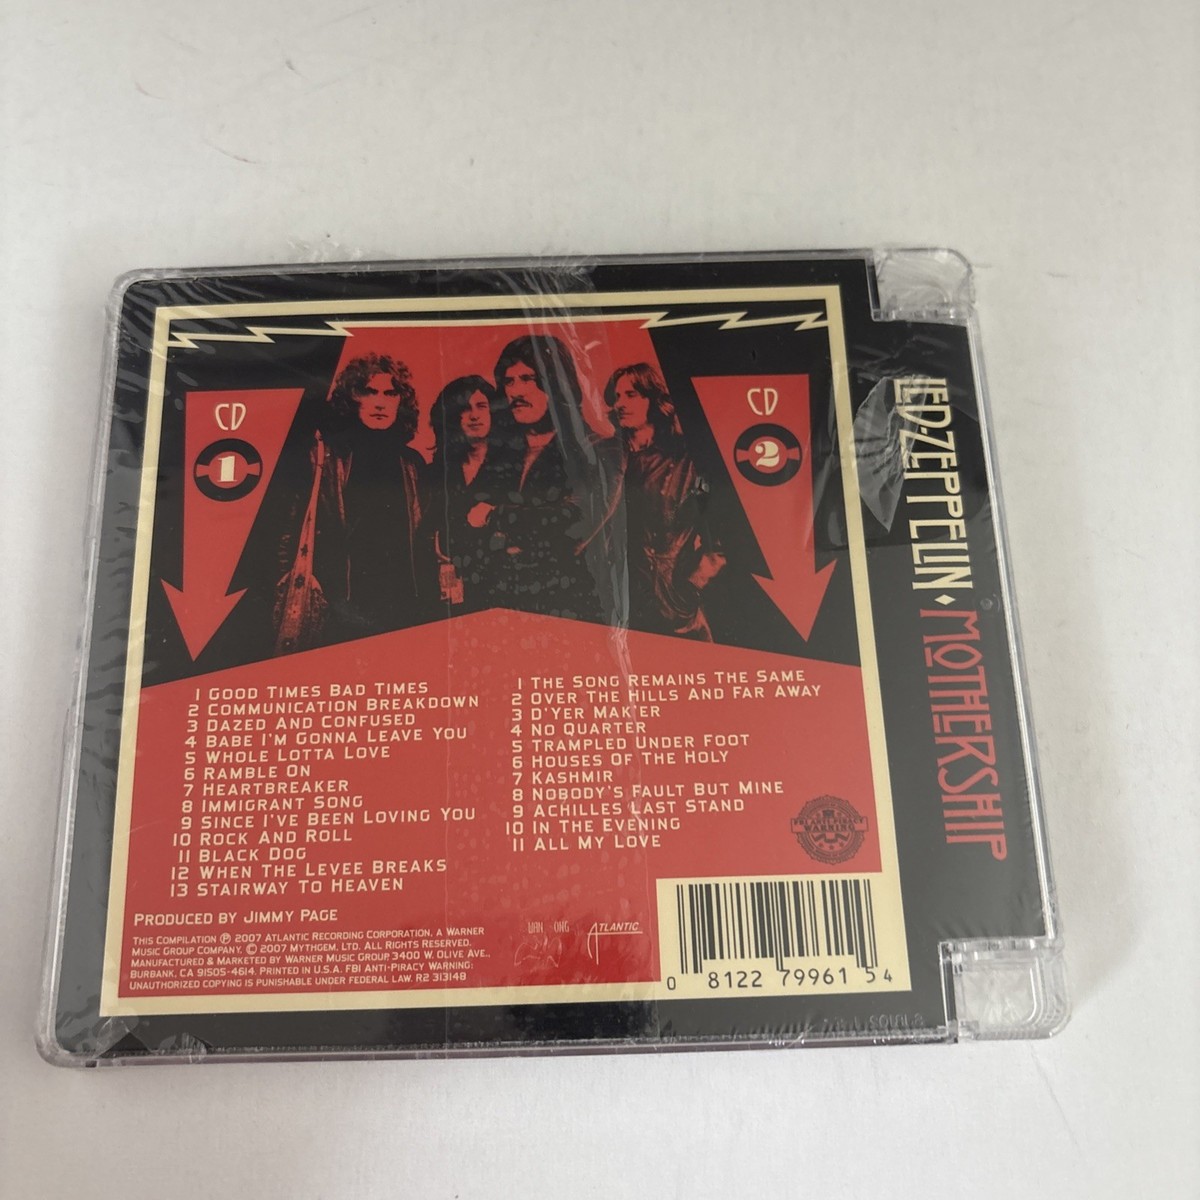 CD
1
CD
2
1 GOOD TIMES BAD TIMES
2 COMMUNICATION BREAKDOWN
3 DAZED AND CONFUSED
4 BABE I'M GONNA LEAVE YOU
5 WHOLE LOTTA LOVE
6 RAMBLE ON
7 HEARTBREAKER
8 IMMIGRANT SONG
9 SINCE I'VE BEEN LOVING YOU
10 ROCK AND ROLL
11 BLACK DOG
12 WHEN THE LEVEE BREAKS
13 STAIRWAY TO HEAVEN
1 THE SONG REMAINS THE SAME
2 OVER THE HILLS AND FAR AWAY
3 D'YER MAK'ER
4 NO QUARTER
5 TRAMPLED UNDER FOOT
6 HOUSES OF THE HOLY
7 KASHMIR
8 NOBODY'S FAULT BUT MINE
9 ACHILLES LAST STAND
10 IN THE EVENING
11 ALL MY LOVE
PRODUCED BY JIMMY PAGE
THIS COMPILATION ℗ 2007 ATLANTIC RECORDING CORPORATION, A WARNER
MUSIC GROUP COMPANY. © 2007 MYTHGEM, LTD. ALL RIGHTS RESERVED.
MANUFACTURED & MARKETED BY WARNER MUSIC GROUP, 3400 W. OLIVE AVE.,
BURBANK, CA 91505-4614. PRINTED IN U.S.A. FBI ANTI-PIRACY WARNING:
UNAUTHORIZED COPYING IS PUNISHABLE UNDER FEDERAL LAW. R2 313148
ATLANTIC
FBI ANTI-PIRACY
WARNING
0 81227 99615 4
LED-ZEPPELIN • MOTHERSHIP